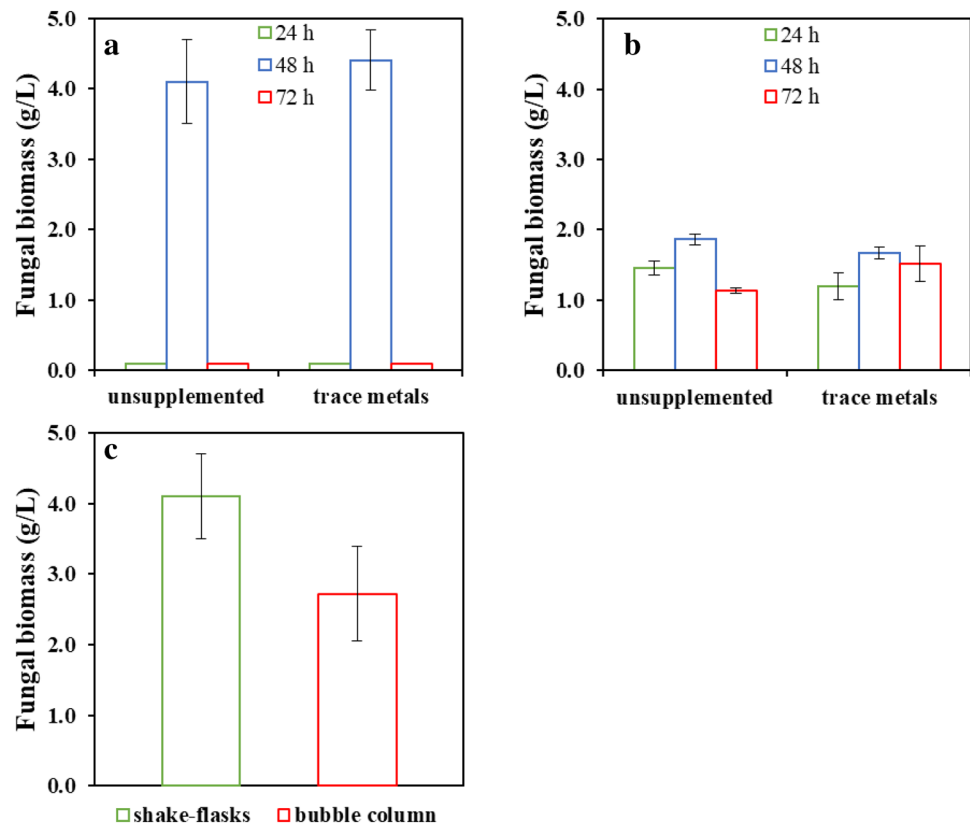 a
Fungal biomass (g/L)
5.0
4.0
3.0
2.0
1.0
0.0
24 h
48 h
72 h
unsupplemented trace metals
b
Fungal biomass (g/L)
5.0
4.0
3.0
2.0
1.0
0.0
24 h
48 h
72 h
unsupplemented trace metals
c
Fungal biomass (g/L)
5.0
4.0
3.0
2.0
1.0
0.0
shake-flasks bubble column